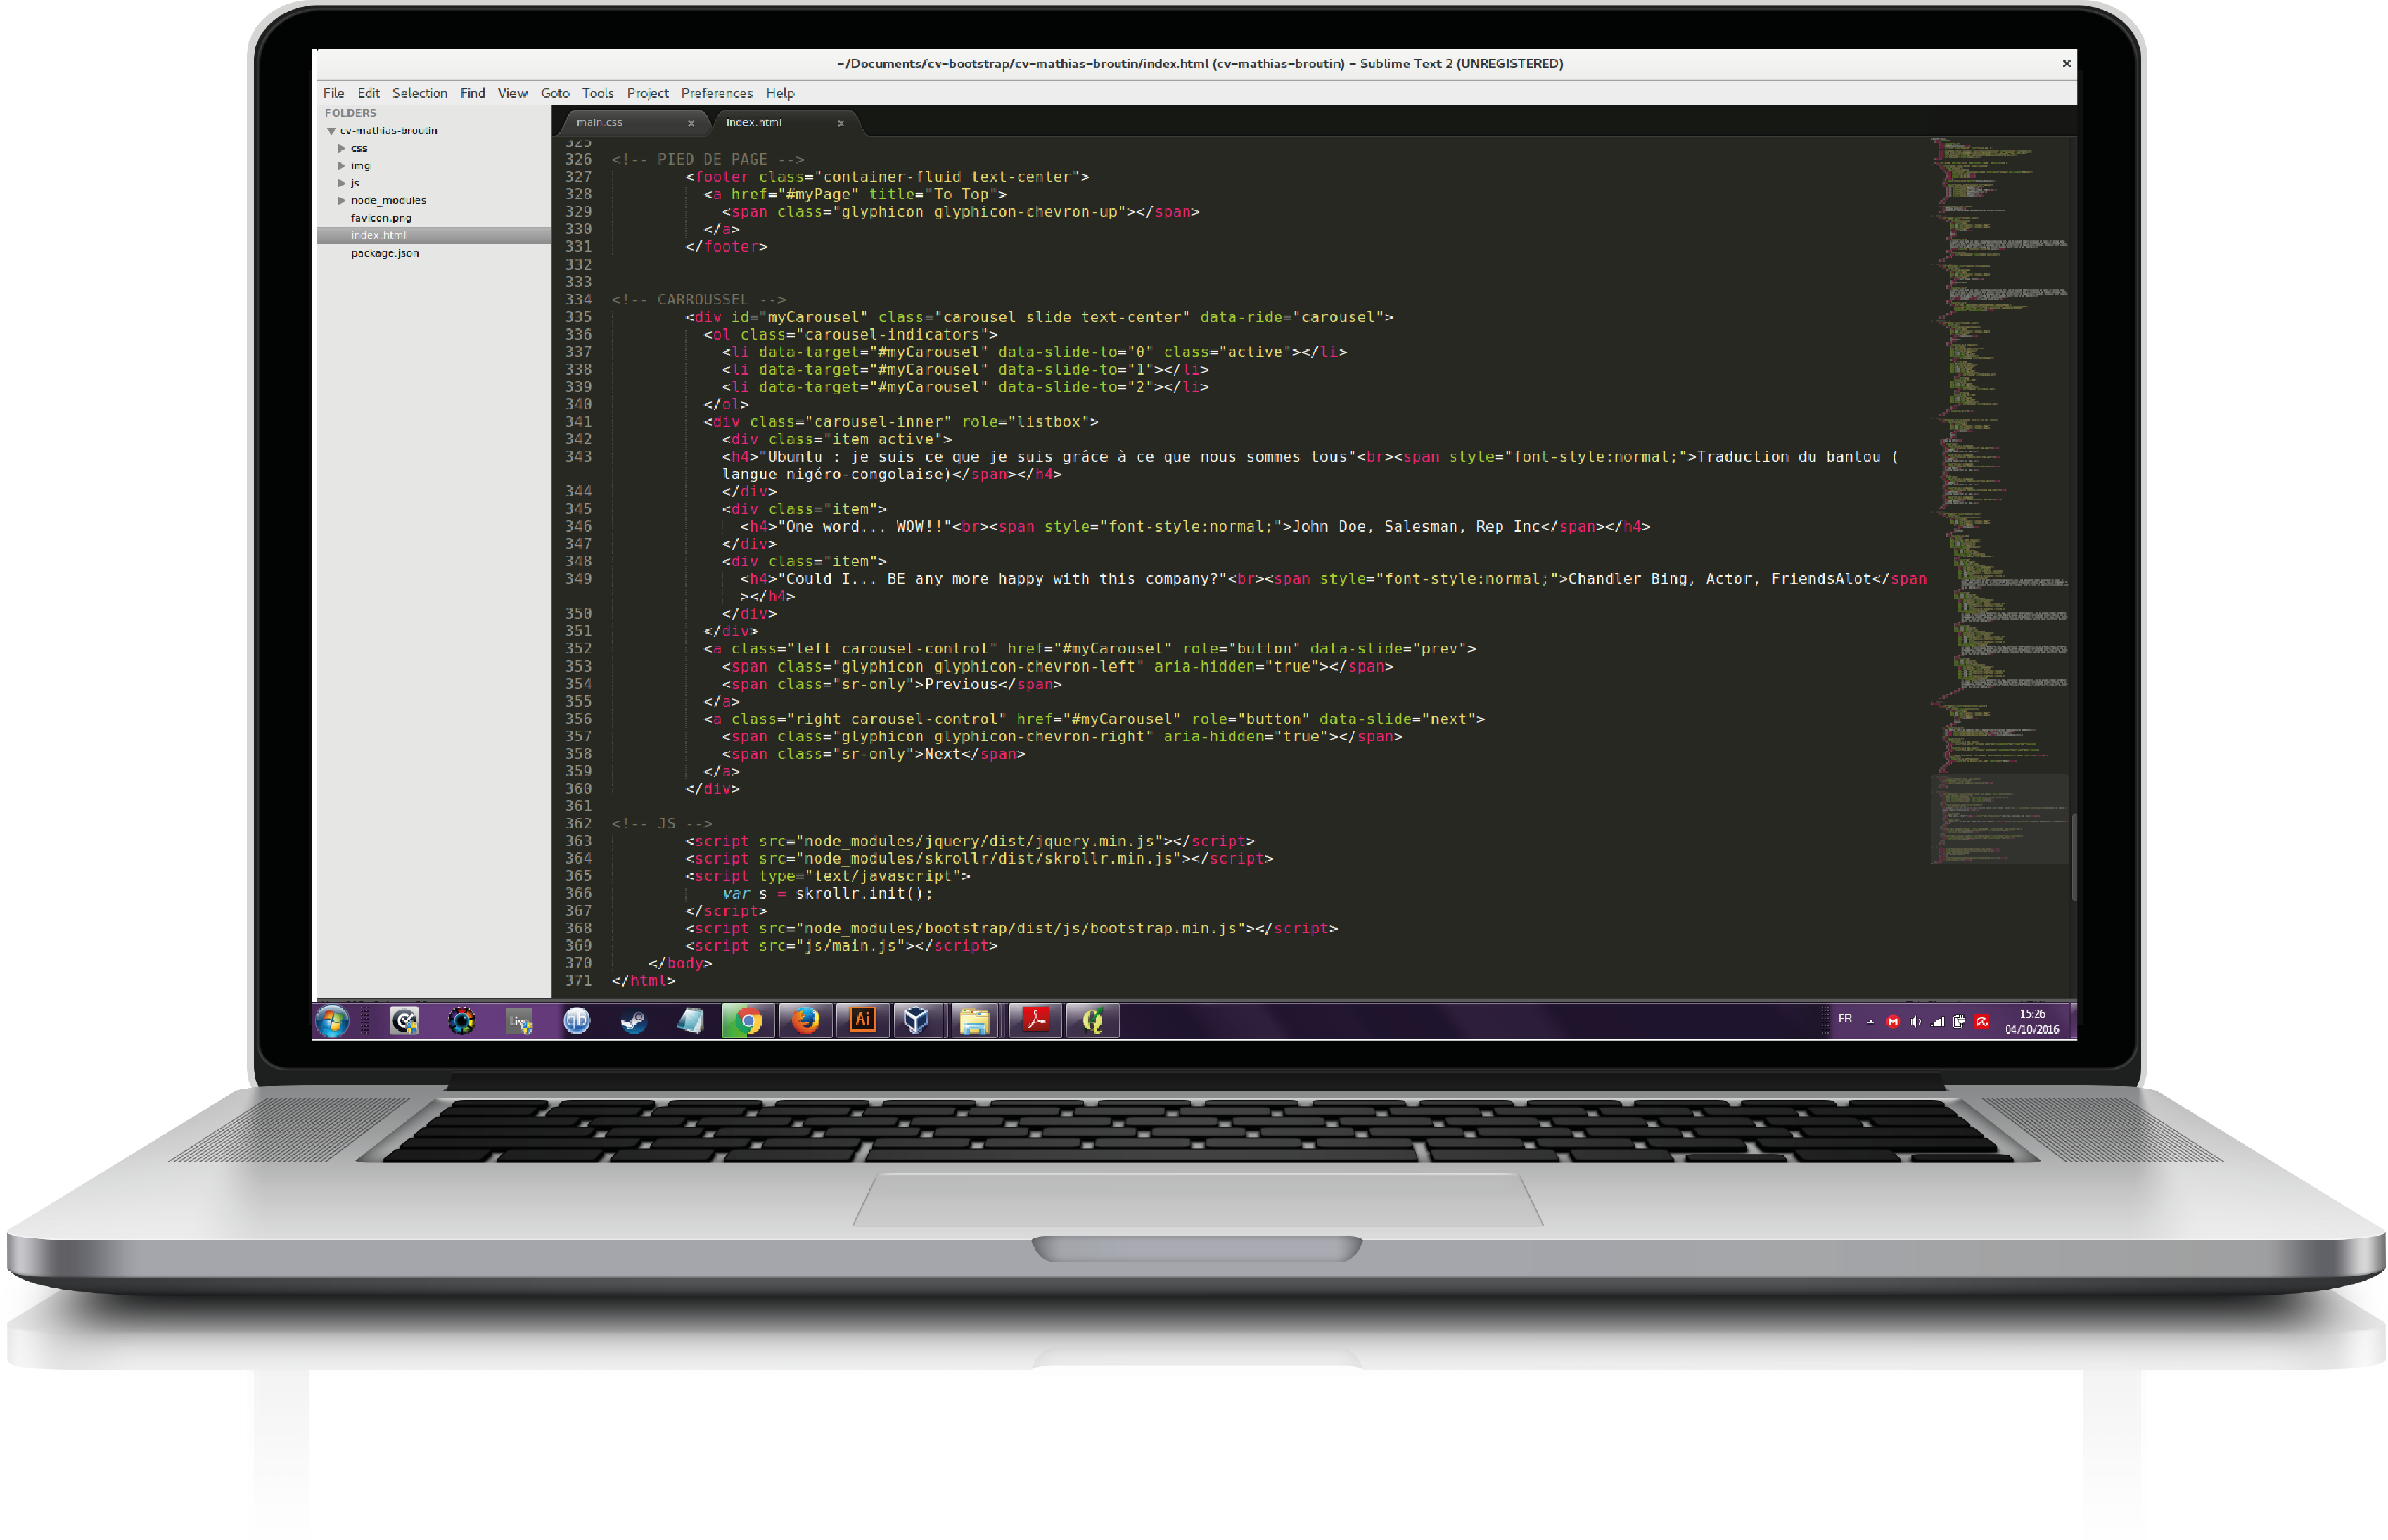 ~/Documents/cv-bootstrap/cv-mathias-broutin/index.html (cv-mathias-broutin) – Sublime Text 2 (UNREGISTERED) ×
File Edit Selection Find View Goto Tools Project Preferences Help
FOLDERS
cv-mathias-broutin
css
img
js
node_modules
favicon.png
index.html
package.json
main.css × index.html ×
325
326 <!-- PIED DE PAGE -->
327 <footer class="container-fluid text-center">
328 <a href="#myPage" title="To Top">
329 <span class="glyphicon glyphicon-chevron-up"></span>
330 </a>
331 </footer>
332
333
334 <!-- CARROUSSEL -->
335 <div id="myCarousel" class="carousel slide text-center" data-ride="carousel">
336 <ol class="carousel-indicators">
337 <li data-target="#myCarousel" data-slide-to="0" class="active"></li>
338 <li data-target="#myCarousel" data-slide-to="1"></li>
339 <li data-target="#myCarousel" data-slide-to="2"></li>
340 </ol>
341 <div class="carousel-inner" role="listbox">
342 <div class="item active">
343 <h4>"Ubuntu : je suis ce que je suis grâce à ce que nous sommes tous"<br><span style="font-style:normal;">Traduction du bantou (
langue nigéro-congolaise)</span></h4>
344 </div>
345 <div class="item">
346 <h4>"One word... WOW!!"<br><span style="font-style:normal;">John Doe, Salesman, Rep Inc</span></h4>
347 </div>
348 <div class="item">
349 <h4>"Could I... BE any more happy with this company?"<br><span style="font-style:normal;">Chandler Bing, Actor, FriendsAlot</span
></h4>
350 </div>
351 </div>
352 <a class="left carousel-control" href="#myCarousel" role="button" data-slide="prev">
353 <span class="glyphicon glyphicon-chevron-left" aria-hidden="true"></span>
354 <span class="sr-only">Previous</span>
355 </a>
356 <a class="right carousel-control" href="#myCarousel" role="button" data-slide="next">
357 <span class="glyphicon glyphicon-chevron-right" aria-hidden="true"></span>
358 <span class="sr-only">Next</span>
359 </a>
360 </div>
361
362 <!-- JS -->
363 <script src="node_modules/jquery/dist/jquery.min.js"></script>
364 <script src="node_modules/skrollr/dist/skrollr.min.js"></script>
365 <script type="text/javascript">
366 var s = skrollr.init();
367 </script>
368 <script src="node_modules/bootstrap/dist/js/bootstrap.min.js"></script>
369 <script src="js/main.js"></script>
370 </body>
371 </html>
Live qb Ai FR M 15:26
04/10/2016